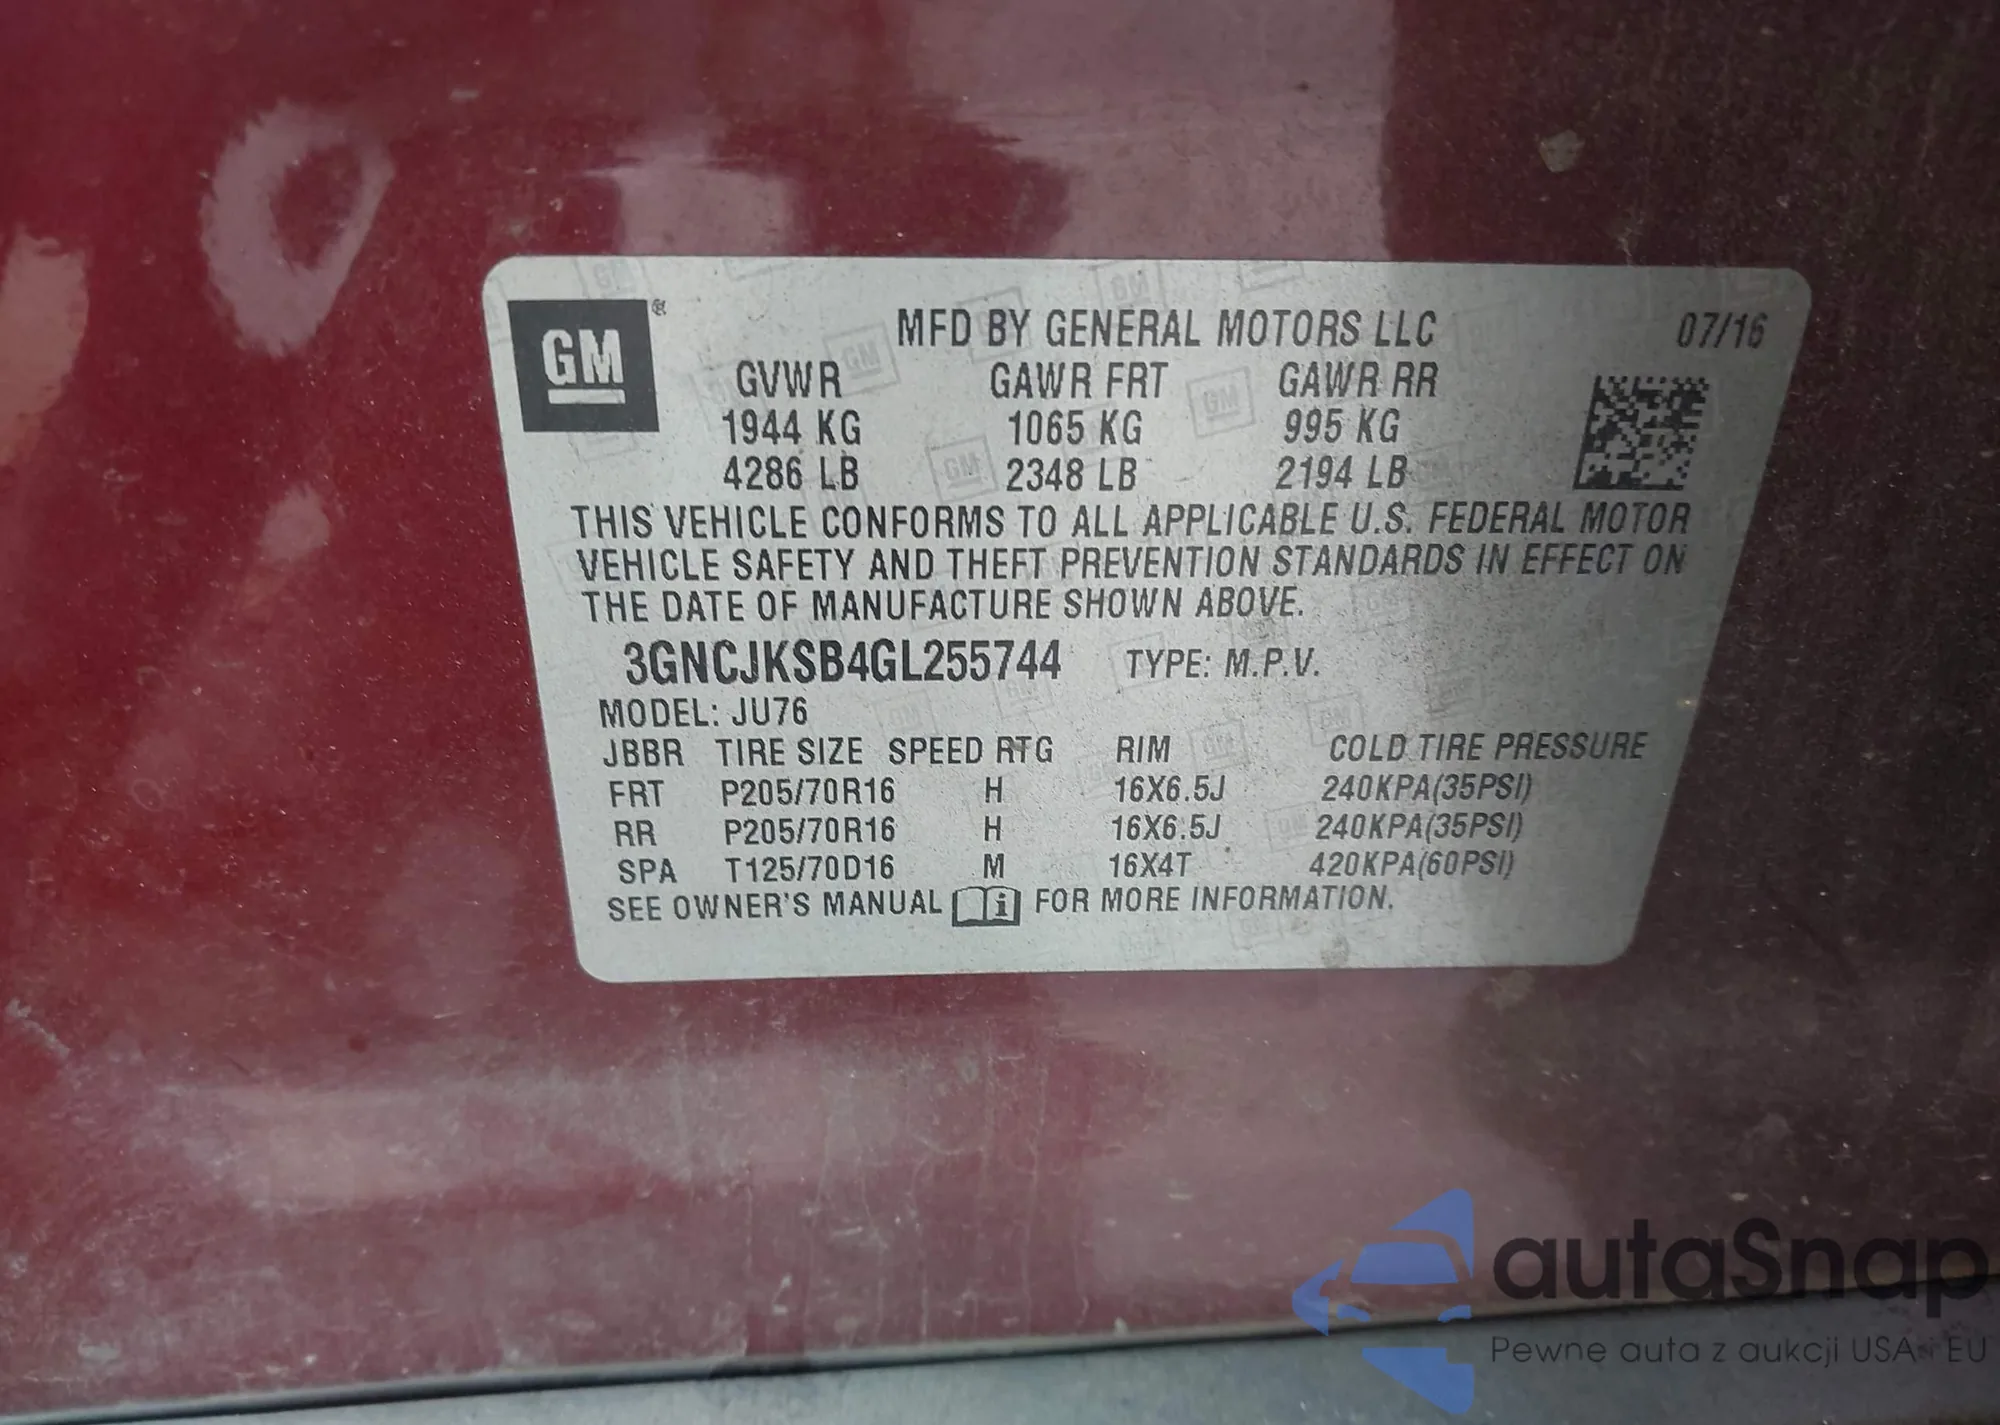 GM®
MFD BY GENERAL MOTORS LLC 07/16
GVWR GAWR FRT GAWR RR
1944 KG 1065 KG 995 KG
4286 LB 2348 LB 2194 LB
THIS VEHICLE CONFORMS TO ALL APPLICABLE U.S. FEDERAL MOTOR
VEHICLE SAFETY AND THEFT PREVENTION STANDARDS IN EFFECT ON
THE DATE OF MANUFACTURE SHOWN ABOVE.
3GNCJKSB4GL255744 TYPE: M.P.V.
MODEL: JU76
JBBR TIRE SIZE SPEED RTG RIM COLD TIRE PRESSURE
FRT P205/70R16 H 16X6.5J 240KPA(35PSI)
RR P205/70R16 H 16X6.5J 240KPA(35PSI)
SPA T125/70D16 M 16X4T 420KPA(60PSI)
SEE OWNER'S MANUAL i FOR MORE INFORMATION.
autaSnap
Pewne auta z aukcji USA i EU